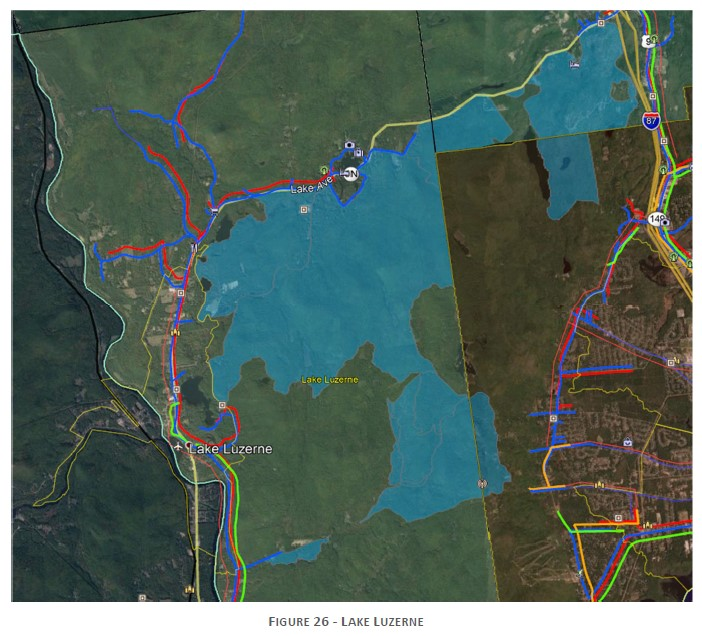 9
87
Lake Ave
9N
149
Lake Luzerne
Lake Luzerne
FIGURE 26 - LAKE LUZERNE